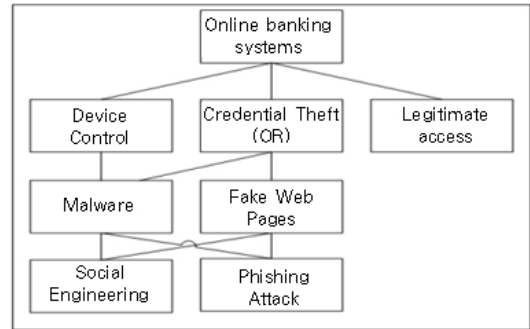 Online banking
systems
Device
Control
Credential Theft
(OR)
Legitimate
access
Malware
Fake Web
Pages
Social
Engineering
Phishing
Attack